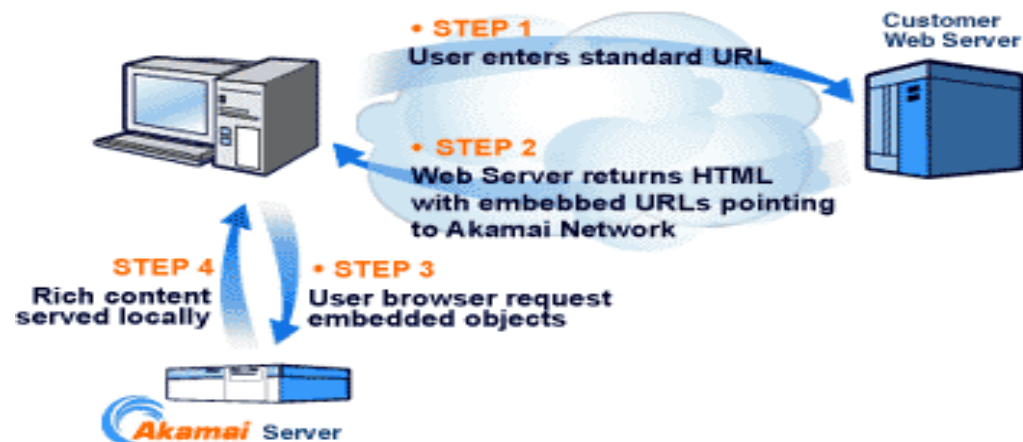 • STEP 1
User enters standard URL
Customer
Web Server
• STEP 2
Web Server returns HTML
with embebbed URLs pointing
to Akamai Network
STEP 4
Rich content
served locally
• STEP 3
User browser request
embedded objects
Akamai Server